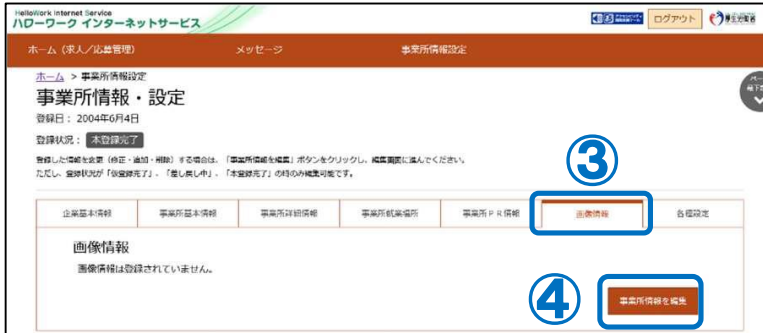 HelloWork Internet Service
ハローワーク インターネットサービス
ログアウト
厚生労働省
ホーム（求人／応募管理） メッセージ 事業所情報設定
ホーム > 事業所情報設定
事業所情報・設定
登録日： 2004年6月4日
登録状況： 本登録完了
登録した情報を変更（修正・追加・削除）する場合は、「事業所情報を編集」ボタンをクリックし、編集画面に進んでください。
ただし、登録状況が「仮登録完了」、「差し戻し中」、「本登録完了」の時のみ編集可能です。
③
企業基本情報 事業所基本情報 事業所詳細情報 事業所就業場所 事業所ＰＲ情報 画像情報 各種設定
画像情報
画像情報は登録されていません。
④ 事業所情報を編集